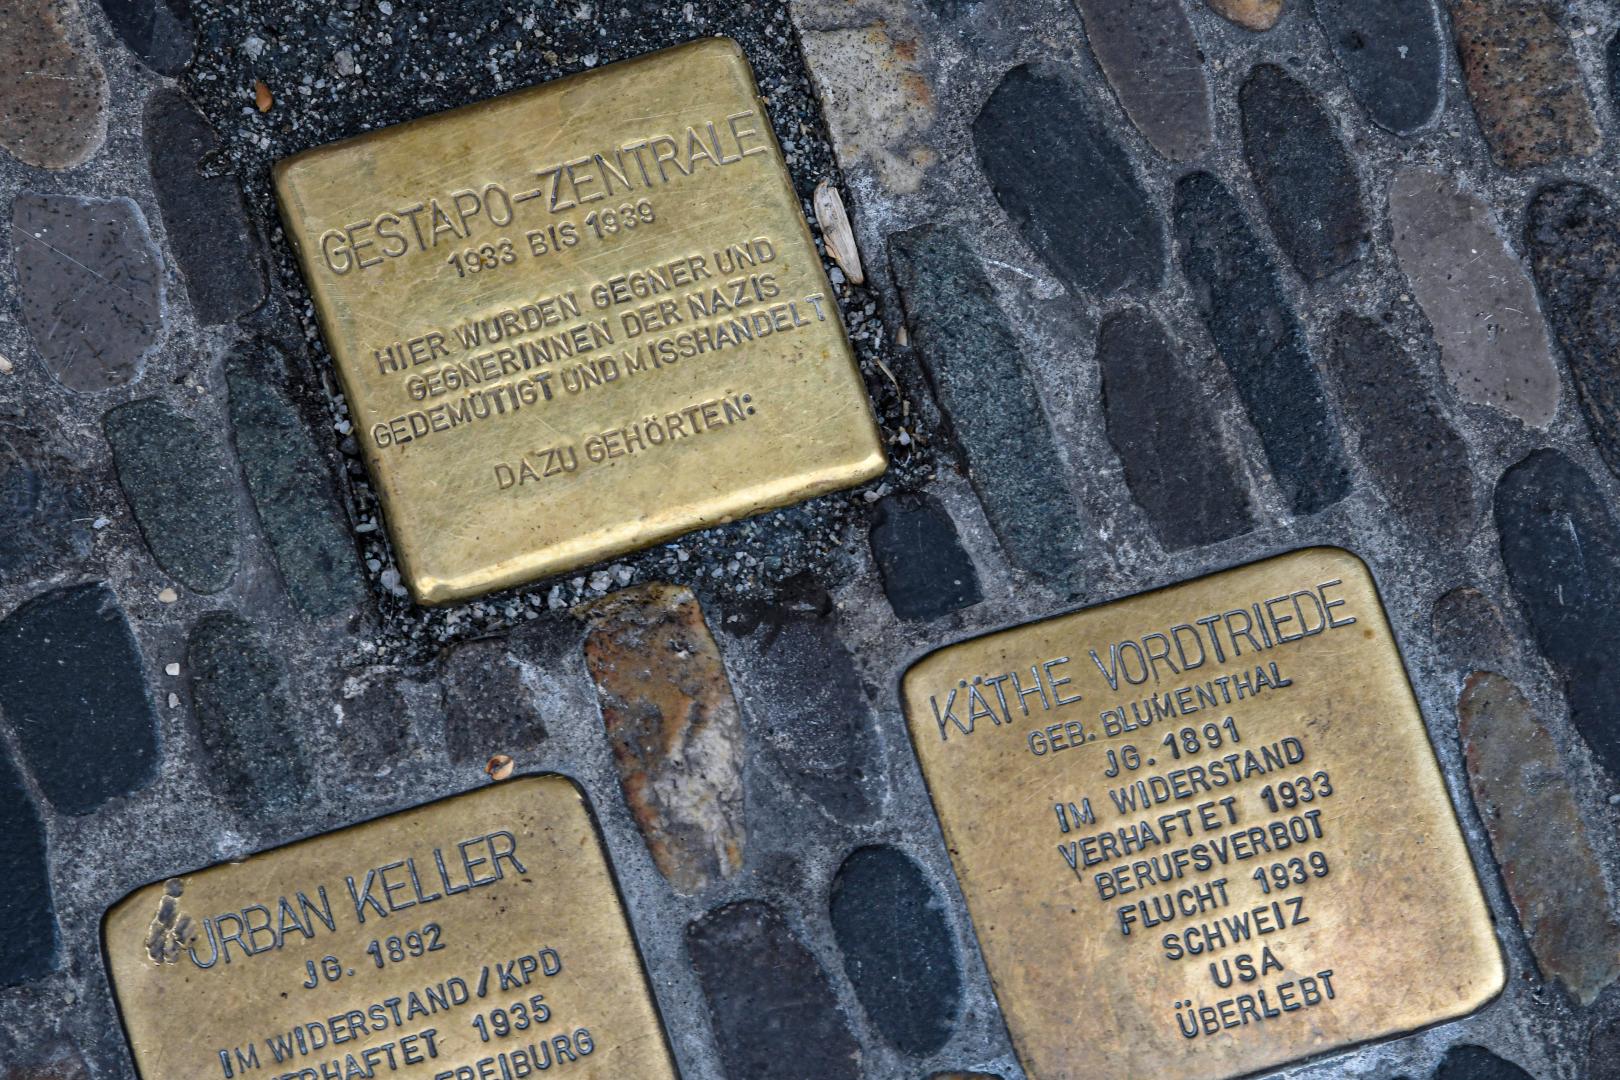 GESTAPO-ZENTRALE
1933 BIS 1939
HIER WURDEN GEGNER UND
GEGNERINNEN DER NAZIS
GEDEMÜTIGT UND MISSHANDELT
DAZU GEHÖRTEN:
KÄTHE VORDTRIEDE
GEB. BLUMENTHAL
JG. 1891
IM WIDERSTAND
VERHAFTET 1933
BERUFSVERBOT
FLUCHT 1939
SCHWEIZ
USA
ÜBERLEBT
URBAN KELLER
JG. 1892
IM WIDERSTAND/KPD
VERHAFTET 1935
FREIBURG